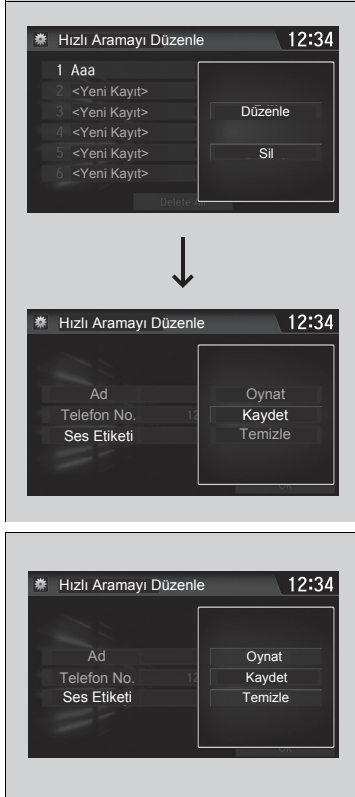 Hızlı Aramayı Düzenle 12:34
1 Aaa
2 <Yeni Kayıt>
3 <Yeni Kayıt>
4 <Yeni Kayıt>
5 <Yeni Kayıt>
6 <Yeni Kayıt>
Düzenle
Sil
Delete
Hızlı Aramayı Düzenle 12:34
Ad
Telefon No. 12
Ses Etiketi
Oynat
Kaydet
Temizle
Hızlı Aramayı Düzenle 12:34
Ad
Telefon No. 12
Ses Etiketi
Oynat
Kaydet
Temizle